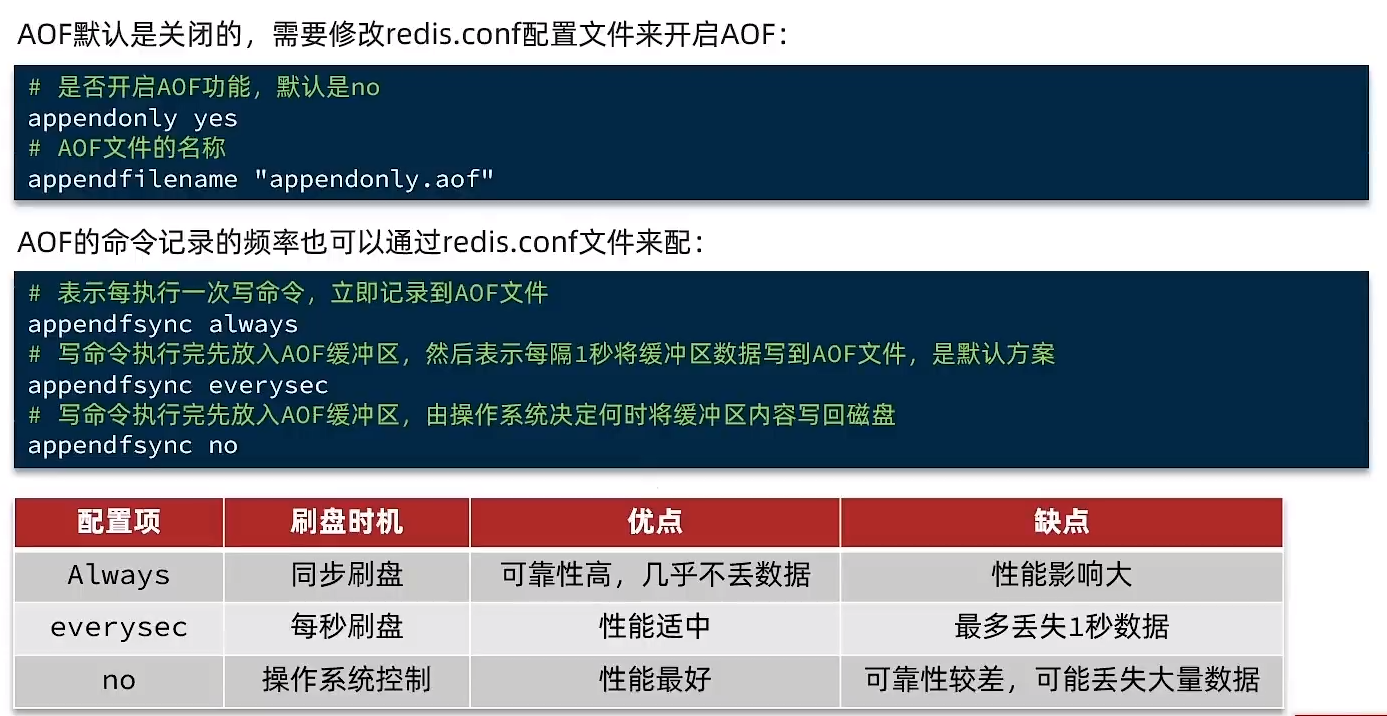 AOF默认是关闭的，需要修改redis.conf配置文件来开启AOF：
# 是否开启AOF功能，默认是no
appendonly yes
# AOF文件的名称
appendfilename "appendonly.aof"
AOF的命令记录的频率也可以通过redis.conf文件来配：
# 表示每执行一次写命令，立即记录到AOF文件
appendfsync always
# 写命令执行完先放入AOF缓冲区，然后表示每隔1秒将缓冲区数据写到AOF文件，是默认方案
appendfsync everysec
# 写命令执行完先放入AOF缓冲区，由操作系统决定何时将缓冲区内容写回磁盘
appendfsync no
配置项 刷盘时机 优点 缺点
Always 同步刷盘 可靠性高，几乎不丢数据 性能影响大
everysec 每秒刷盘 性能适中 最多丢失1秒数据
no 操作系统控制 性能最好 可靠性较差，可能丢失大量数据